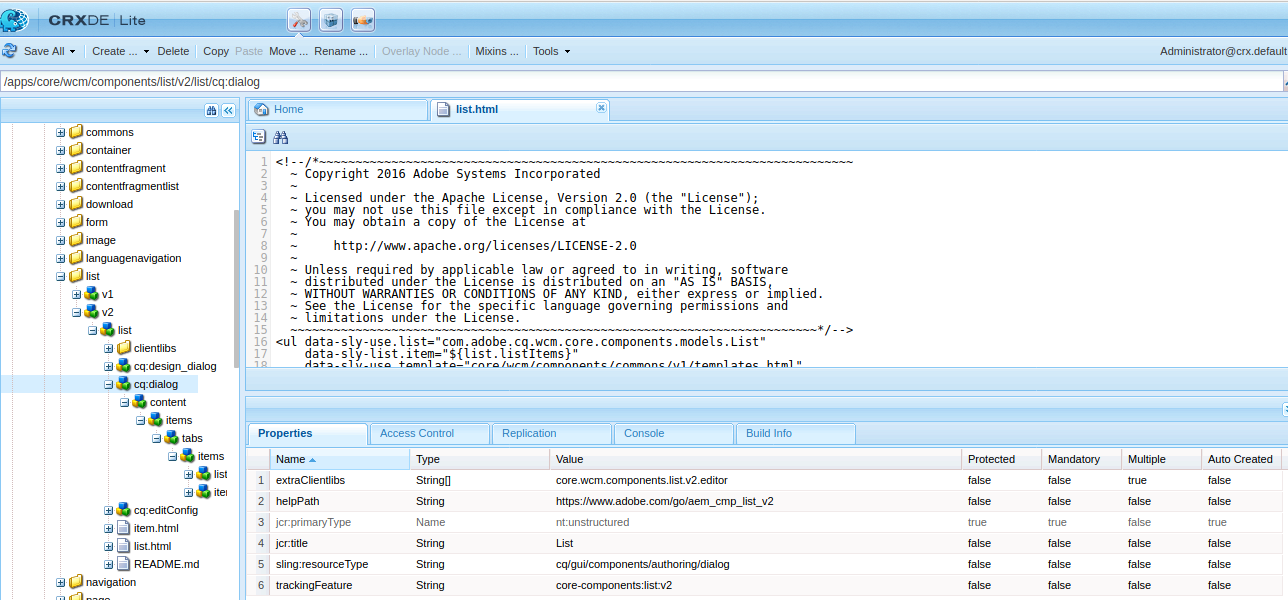 CRXDE | Lite
Save All Create ... Delete Copy Paste Move ... Rename ... Overlay Node ... Mixins ... Tools Administrator@crx.default
/apps/core/wcm/components/list/v2/list/cq:dialog
Home list.html
commons
container
contentfragment
contentfragmentlist
download
form
image
languagenavigation
list
v1
v2
list
clientlibs
cq:design_dialog
cq:dialog
content
items
tabs
items
list
cq:editConfig
item.html
list.html
README.md
navigation
page
1 <!--/*~~~~~~~~~~~~~~~~~~~~~~~~~~~~~~~~~~~~~~~~~~~~~~~~~~~~~~~~~~~~~~~~~~~~~~~~~~
2 ~ Copyright 2016 Adobe Systems Incorporated
3 ~
4 ~ Licensed under the Apache License, Version 2.0 (the "License");
5 ~ you may not use this file except in compliance with the License.
6 ~ You may obtain a copy of the License at
7 ~
8 ~     http://www.apache.org/licenses/LICENSE-2.0
9 ~
10 ~ Unless required by applicable law or agreed to in writing, software
11 ~ distributed under the License is distributed on an "AS IS" BASIS,
12 ~ WITHOUT WARRANTIES OR CONDITIONS OF ANY KIND, either express or implied.
13 ~ See the License for the specific language governing permissions and
14 ~ limitations under the License.
15 ~~~~~~~~~~~~~~~~~~~~~~~~~~~~~~~~~~~~~~~~~~~~~~~~~~~~~~~~~~~~~~~~~~~~~~~~~*/-->
16 <ul data-sly-use.list="com.adobe.cq.wcm.core.components.models.List"
17 data-sly-list.item="${list.listItems}"
18 data-sly-use.template="core/wcm/components/commons/v1/templates.html"
Properties Access Control Replication Console Build Info
Name Type Value Protected Mandatory Multiple Auto Created
1 extraClientlibs String[] core.wcm.components.list.v2.editor false false true false
2 helpPath String https://www.adobe.com/go/aem_cmp_list_v2 false false false false
3 jcr:primaryType Name nt:unstructured true true false true
4 jcr:title String List false false false false
5 sling:resourceType String cq/gui/components/authoring/dialog false false false false
6 trackingFeature String core-components:list:v2 false false false false